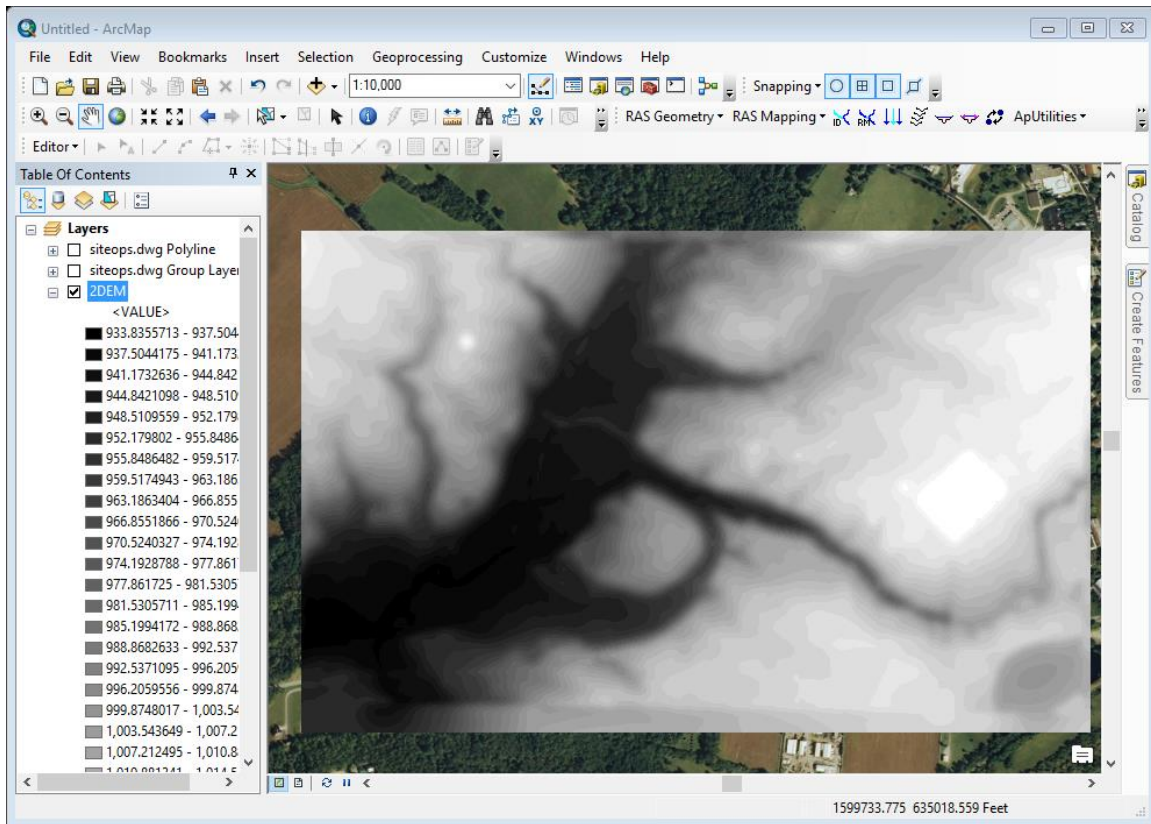 Untitled - ArcMap
File Edit View Bookmarks Insert Selection Geoprocessing Customize Windows Help
1:10,000 Snapping
RAS Geometry RAS Mapping ApUtilities
Editor
Table Of Contents
Layers
siteops.dwg Polyline
siteops.dwg Group Laye
2DEM
<VALUE>
933.8355713 - 937.504
937.5044175 - 941.173
941.1732636 - 944.842
944.8421098 - 948.510
948.5109559 - 952.179
952.179802 - 955.8486
955.8486482 - 959.517
959.5174943 - 963.186
963.1863404 - 966.855
966.8551866 - 970.524
970.5240327 - 974.192
974.1928788 - 977.861
977.861725 - 981.5305
981.5305711 - 985.199
985.1994172 - 988.868
988.8682633 - 992.537
992.5371095 - 996.205
996.2059556 - 999.874
999.8748017 - 1,003.54
1,003.543649 - 1,007.2
1,007.212495 - 1,010.8
Catalog
Create Features
1599733.775 635018.559 Feet